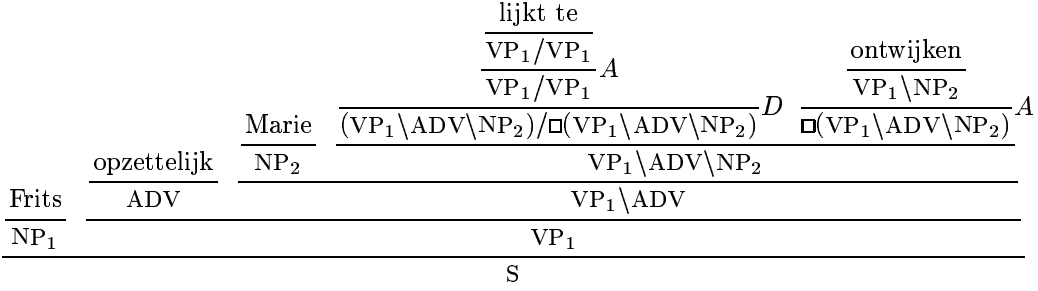 lijkt te
VP₁/VP₁ ontwijken
VP₁/VP₁ A VP₁\NP₂
Marie (VP₁\ADV\NP₂)/□(VP₁\ADV\NP₂) D □(VP₁\ADV\NP₂) A
opzettelijk NP₂ VP₁\ADV\NP₂
Frits ADV VP₁\ADV
NP₁ VP₁
S